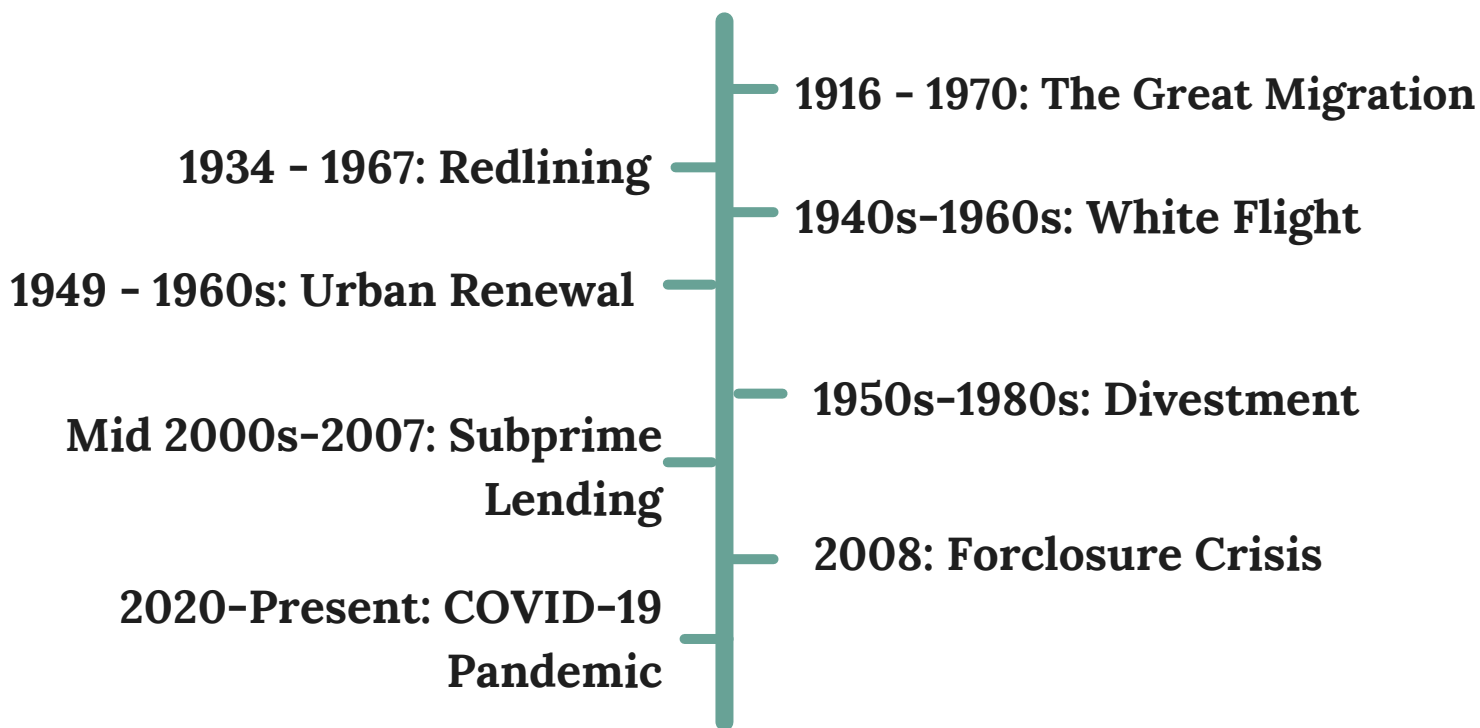 1916 - 1970: The Great Migration
1934 - 1967: Redlining
1940s-1960s: White Flight
1949 - 1960s: Urban Renewal
1950s-1980s: Divestment
Mid 2000s-2007: Subprime
Lending
2008: Forclosure Crisis
2020-Present: COVID-19
Pandemic